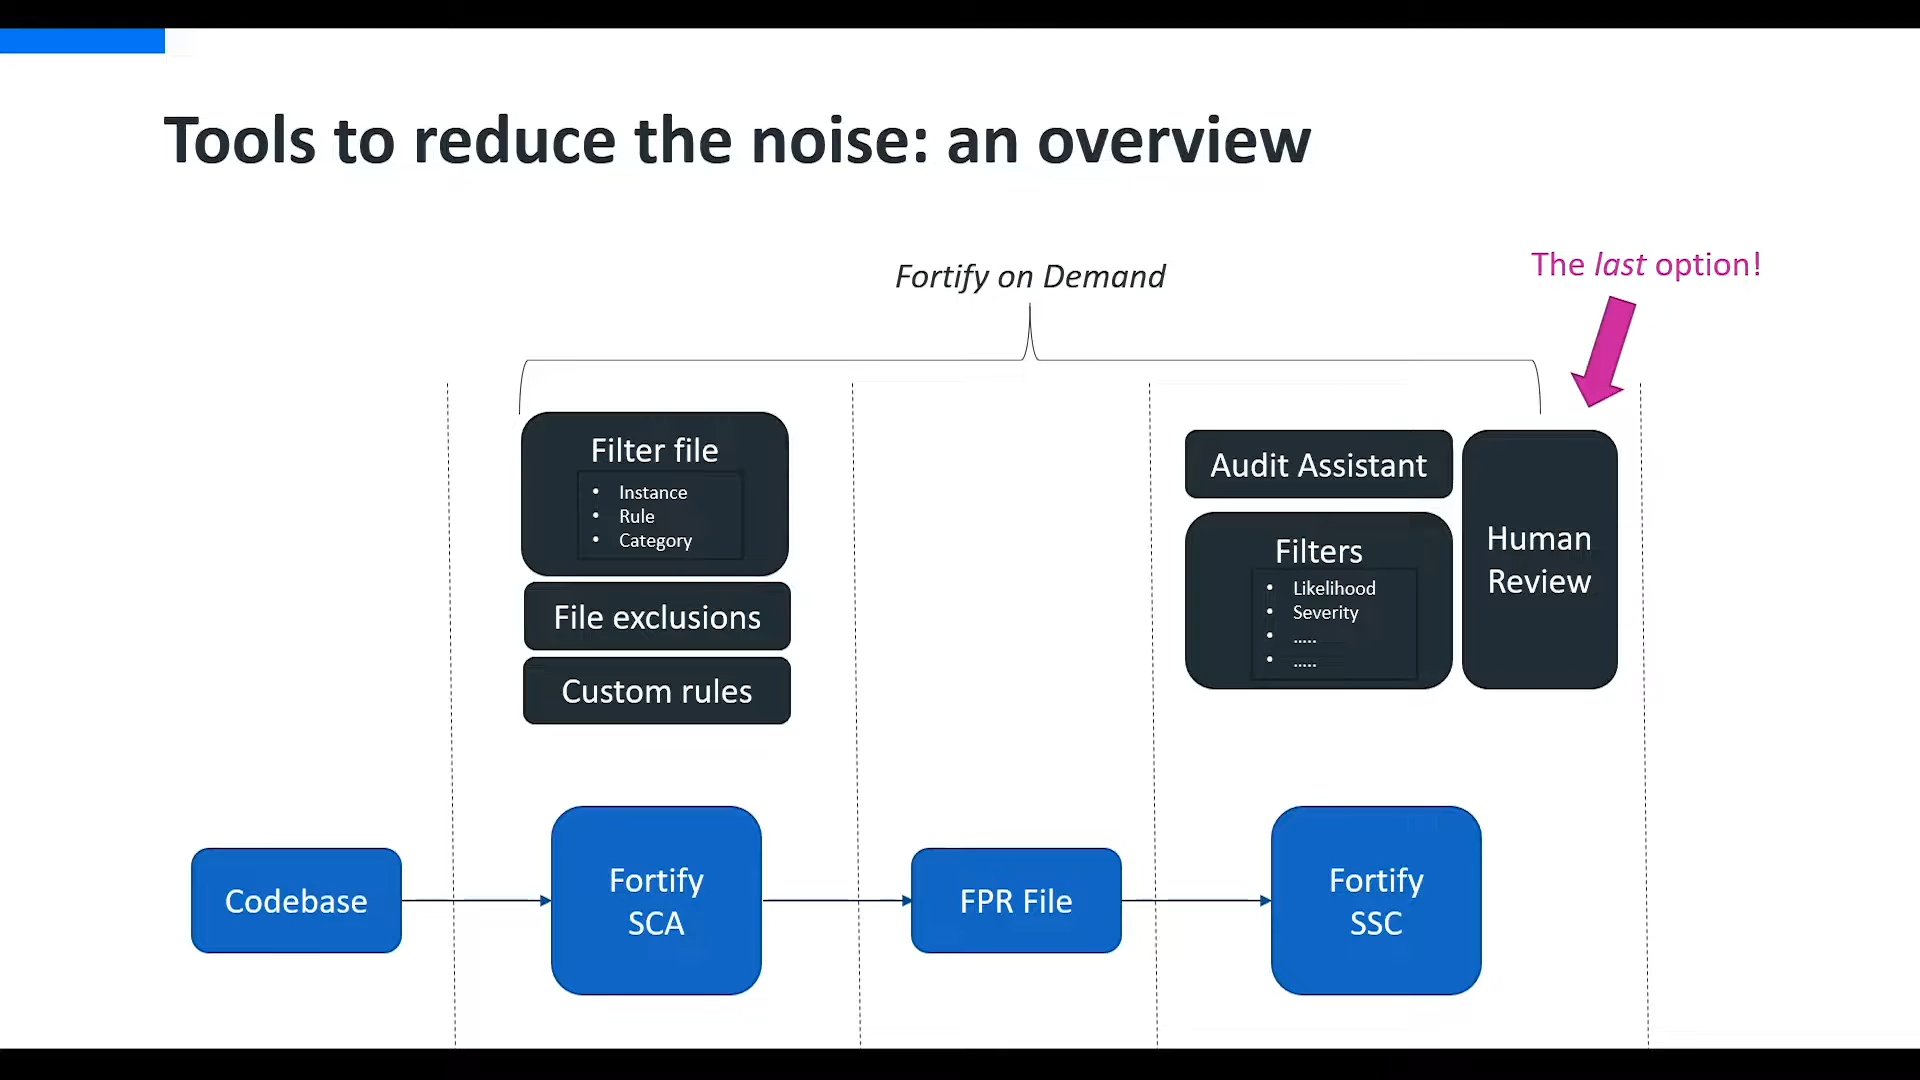 Tools to reduce the noise: an overview
Fortify on Demand
The last option!
Filter file
• Instance
• Rule
• Category
File exclusions
Custom rules
Audit Assistant
Filters
• Likelihood
• Severity
• .....
• .....
Human
Review
Codebase
Fortify
SCA
FPR File
Fortify
SSC